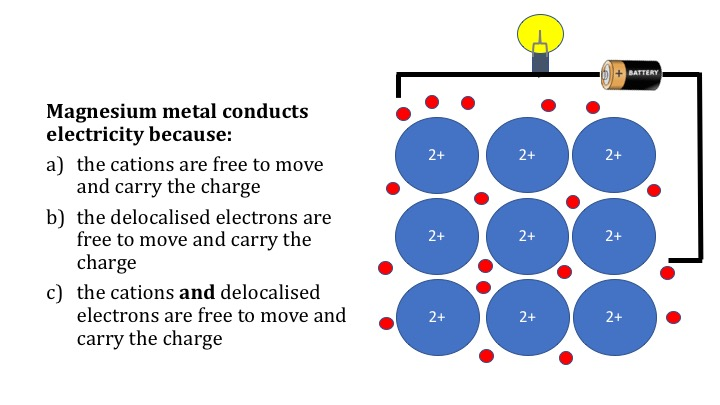 Magnesium metal conducts
electricity because:
a) the cations are free to move
and carry the charge
b) the delocalised electrons are
free to move and carry the
charge
c) the cations and delocalised
electrons are free to move and
carry the charge
+ BATTERY
2+ 2+ 2+
2+ 2+ 2+
2+ 2+ 2+